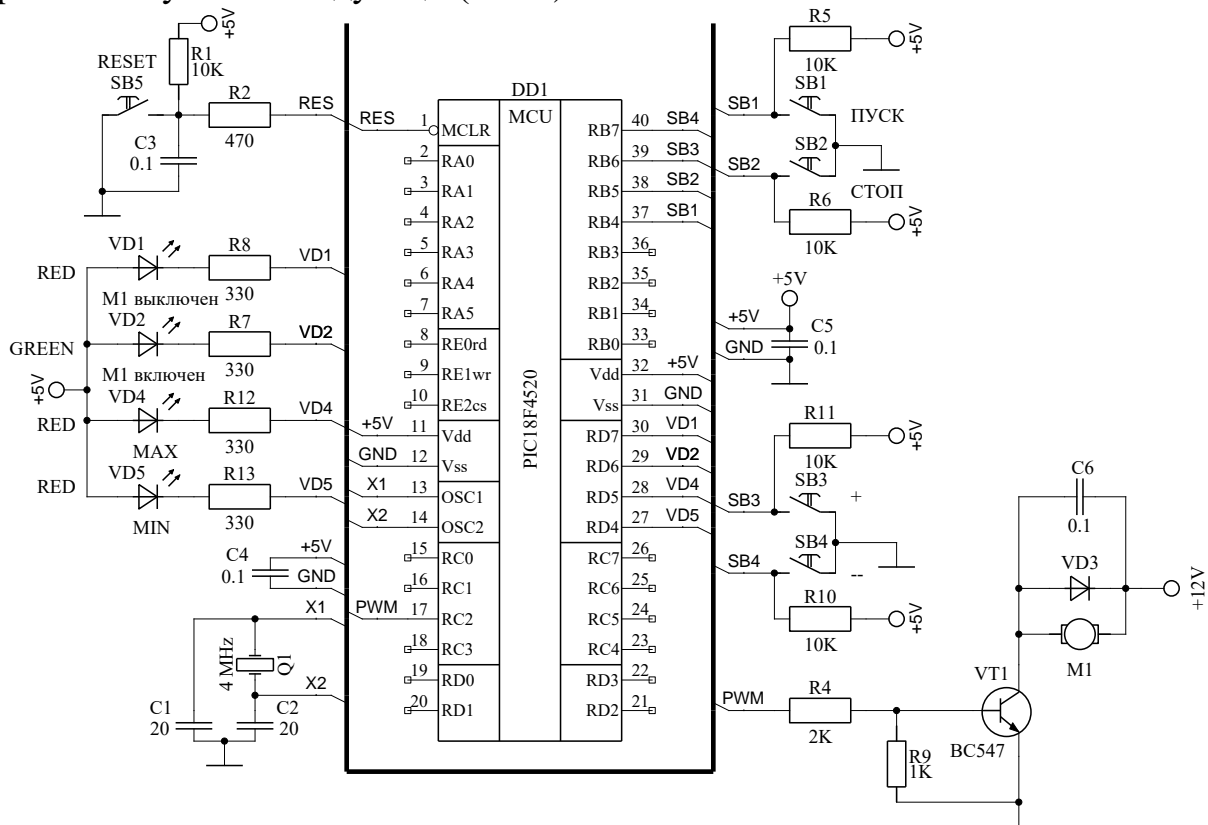 +5V
R1
10K
RESET
SB5
R2
470
RES
C3
0.1
VD1
RED
R8
330
VD1
M1 выключен
VD2
GREEN
R7
330
VD2
+5V
M1 включен
VD4
RED
R12
330
VD4
MAX
VD5
RED
R13
330
VD5
MIN
C4
0.1
+5V
GND
X1
4 MHz
Q1
X2
C1
20
C2
20
DD1
MCU
PIC18F4520
RES 1 MCLR
2 RA0
3 RA1
4 RA2
5 RA3
6 RA4
7 RA5
8 RE0rd
9 RE1wr
10 RE2cs
+5V 11 Vdd
GND 12 Vss
X1 13 OSC1
X2 14 OSC2
15 RC0
16 RC1
PWM 17 RC2
18 RC3
19 RD0
20 RD1
RB7 40 SB4
RB6 39 SB3
RB5 38 SB2
RB4 37 SB1
RB3 36
RB2 35
RB1 34
RB0 33
Vdd 32 +5V
Vss 31 GND
RD7 30 VD1
RD6 29 VD2
RD5 28 VD4
RD4 27 VD5
RC7 26
RC6 25
RC5 24
RC4 23
RD3 22
RD2 21
R5
10K
+5V
SB1
SB1
ПУСК
SB2
SB2
СТОП
R6
10K
+5V
+5V
+5V
GND
C5
0.1
R11
10K
+5V
SB3
SB3
+
SB4
SB4
--
R10
10K
+5V
C6
0.1
VD3
+12V
M1
PWM
R4
2K
VT1
BC547
R9
1K